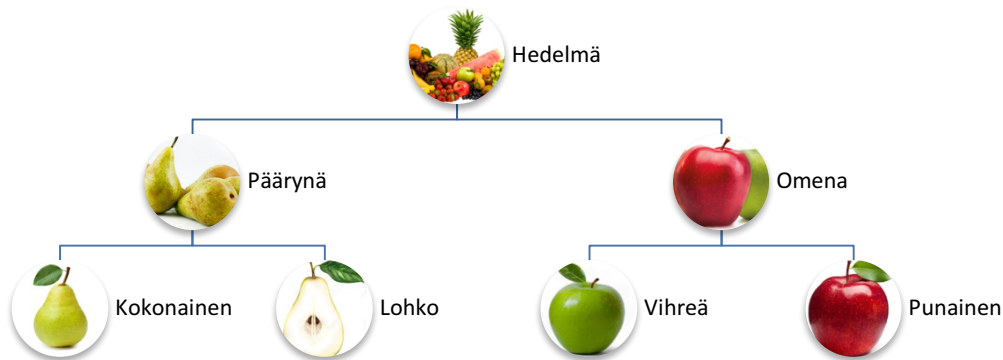 Hedelmä
Päärynä
Omena
Kokonainen
Lohko
Vihreä
Punainen